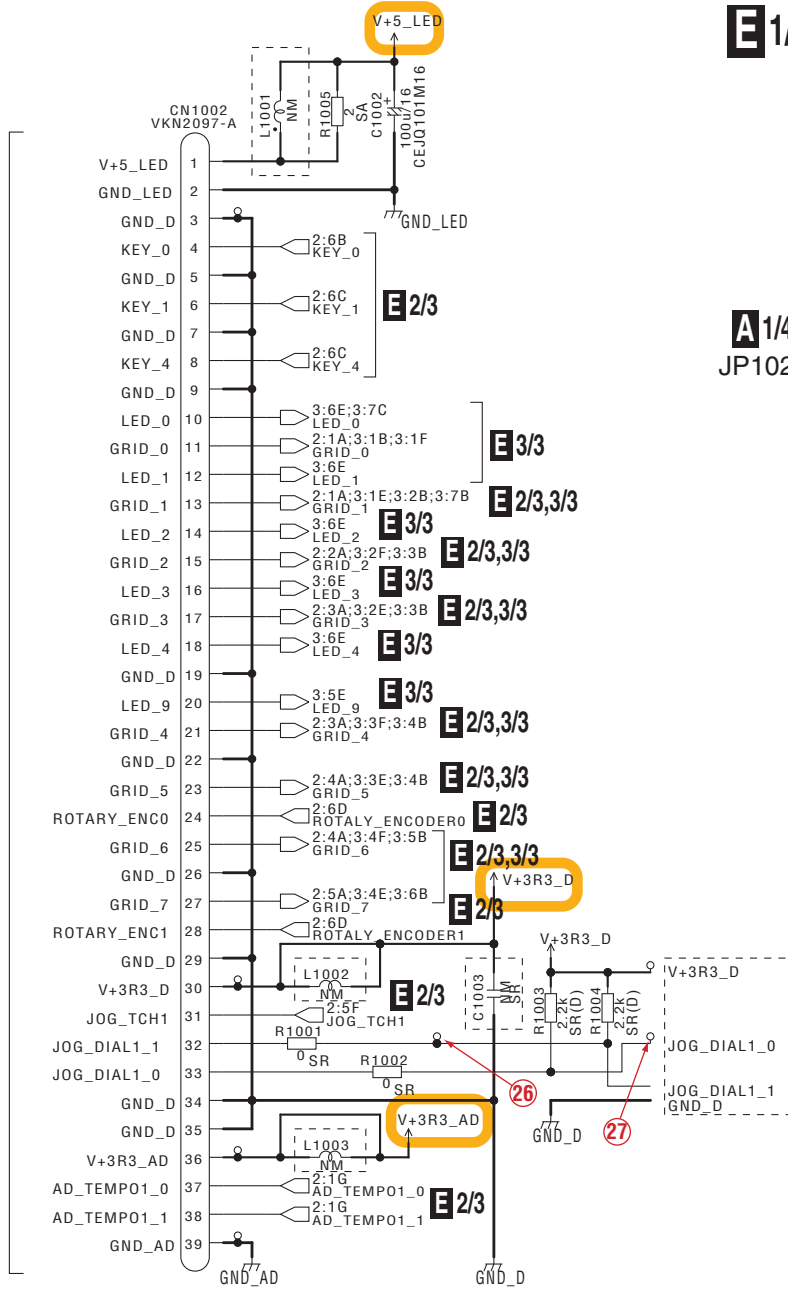 V+5_LED
E 1/
L1001
NM
R1005
2
SA
C1002
100u/16
CEJQ101M16
+
CN1002
VKN2097-A
V+5_LED 1
GND_LED 2
GND_LED
GND_D 3
KEY_0 4 2:6B
KEY_0
GND_D 5
KEY_1 6 2:6C
KEY_1
E 2/3
GND_D 7
A 1/4
JP102
KEY_4 8 2:6C
KEY_4
GND_D 9
LED_0 10 3:6E;3:7C
LED_0
GRID_0 11 2:1A;3:1B;3:1F
GRID_0
E 3/3
LED_1 12 3:6E
LED_1
GRID_1 13 2:1A;3:1E;3:2B;3:7B
GRID_1
E 2/3,3/3
LED_2 14 3:6E
LED_2
E 3/3
GRID_2 15 2:2A;3:2F;3:3B
GRID_2
E 2/3,3/3
LED_3 16 3:6E
LED_3
E 3/3
GRID_3 17 2:3A;3:2E;3:3B
GRID_3
E 2/3,3/3
LED_4 18 3:6E
LED_4
E 3/3
GND_D 19
LED_9 20 3:5E
LED_9
E 3/3
GRID_4 21 2:3A;3:3F;3:4B
GRID_4
E 2/3,3/3
GND_D 22
GRID_5 23 2:4A;3:3E;3:4B
GRID_5
E 2/3,3/3
ROTARY_ENC0 24 2:6D
ROTALY_ENCODER0
E 2/3
GRID_6 25 2:4A;3:4F;3:5B
GRID_6
E 2/3,3/3
GND_D 26
V+3R3_D
GRID_7 27 2:5A;3:4E;3:6B
GRID_7
E 2/3
ROTARY_ENC1 28 2:6D
ROTALY_ENCODER1
GND_D 29
V+3R3_D
V+3R3_D 30
L1002
NM
E 2/3
C1003
NM
SR
R1003
2.2k
SR(D)
R1004
2.2k
SR(D)
V+3R3_D
JOG_TCH1 31 2:5F
JOG_TCH1
JOG_DIAL1_1 32
R1001
0 SR
JOG_DIAL1_0
JOG_DIAL1_0 33
R1002
0 SR
26
JOG_DIAL1_1
GND_D
GND_D 34
27
V+3R3_AD
GND_D
GND_D 35
V+3R3_AD 36
L1003
NM
AD_TEMPO1_0 37 2:1G
AD_TEMPO1_0
E 2/3
AD_TEMPO1_1 38 2:1G
AD_TEMPO1_1
GND_AD 39
GND_AD
GND_D